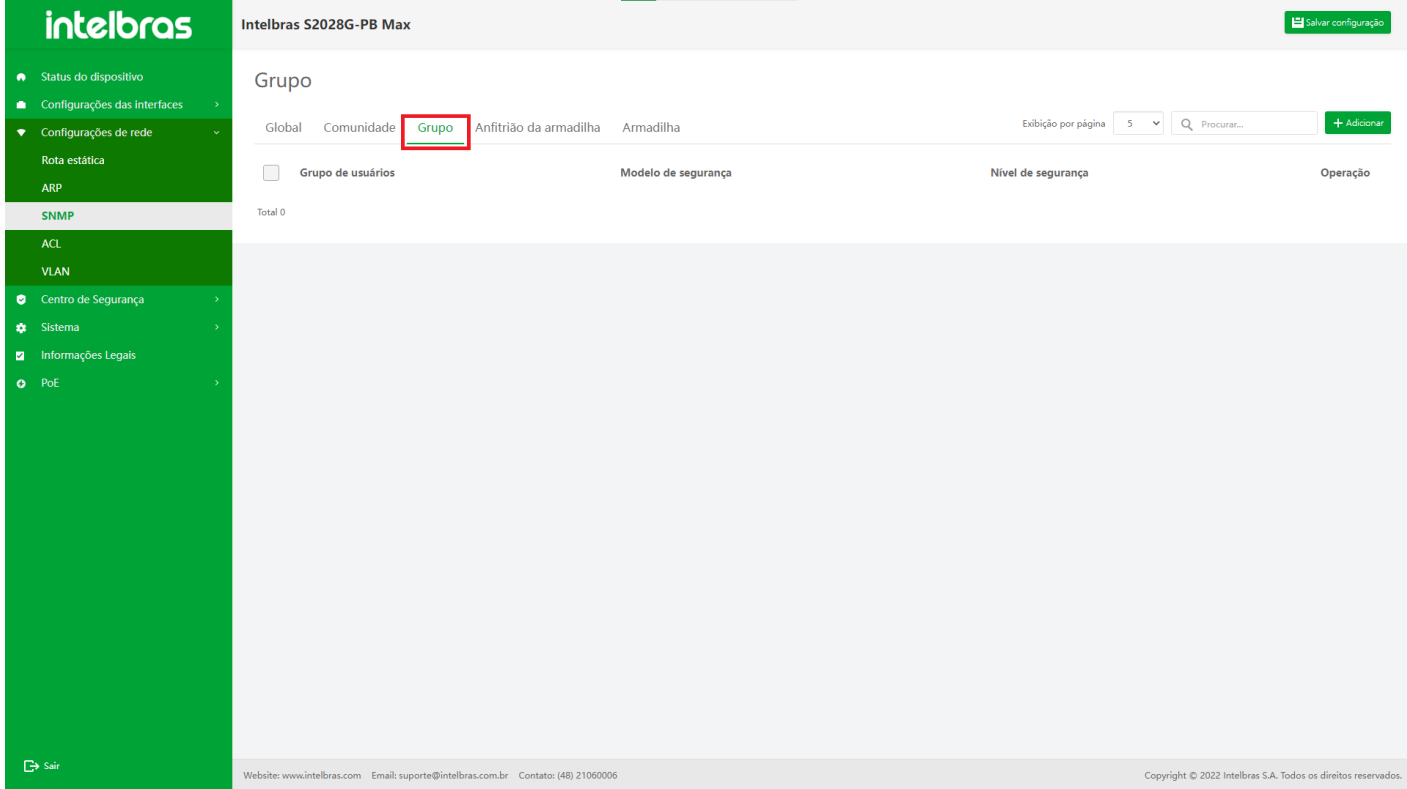 intelbras
Intelbras S2028G-PB Max
Salvar configuração
Status do dispositivo
Configurações das interfaces
Configurações de rede
Rota estática
ARP
SNMP
ACL
VLAN
Centro de Segurança
Sistema
Informações Legais
PoE
Sair
Grupo
Global Comunidade Grupo Anfitrião da armadilha Armadilha
Exibição por página 5 Procurar... + Adicionar
Grupo de usuários Modelo de segurança Nível de segurança Operação
Total 0
Website: www.intelbras.com Email: suporte@intelbras.com.br Contato: (48) 21060006
Copyright © 2022 Intelbras S.A. Todos os direitos reservados.